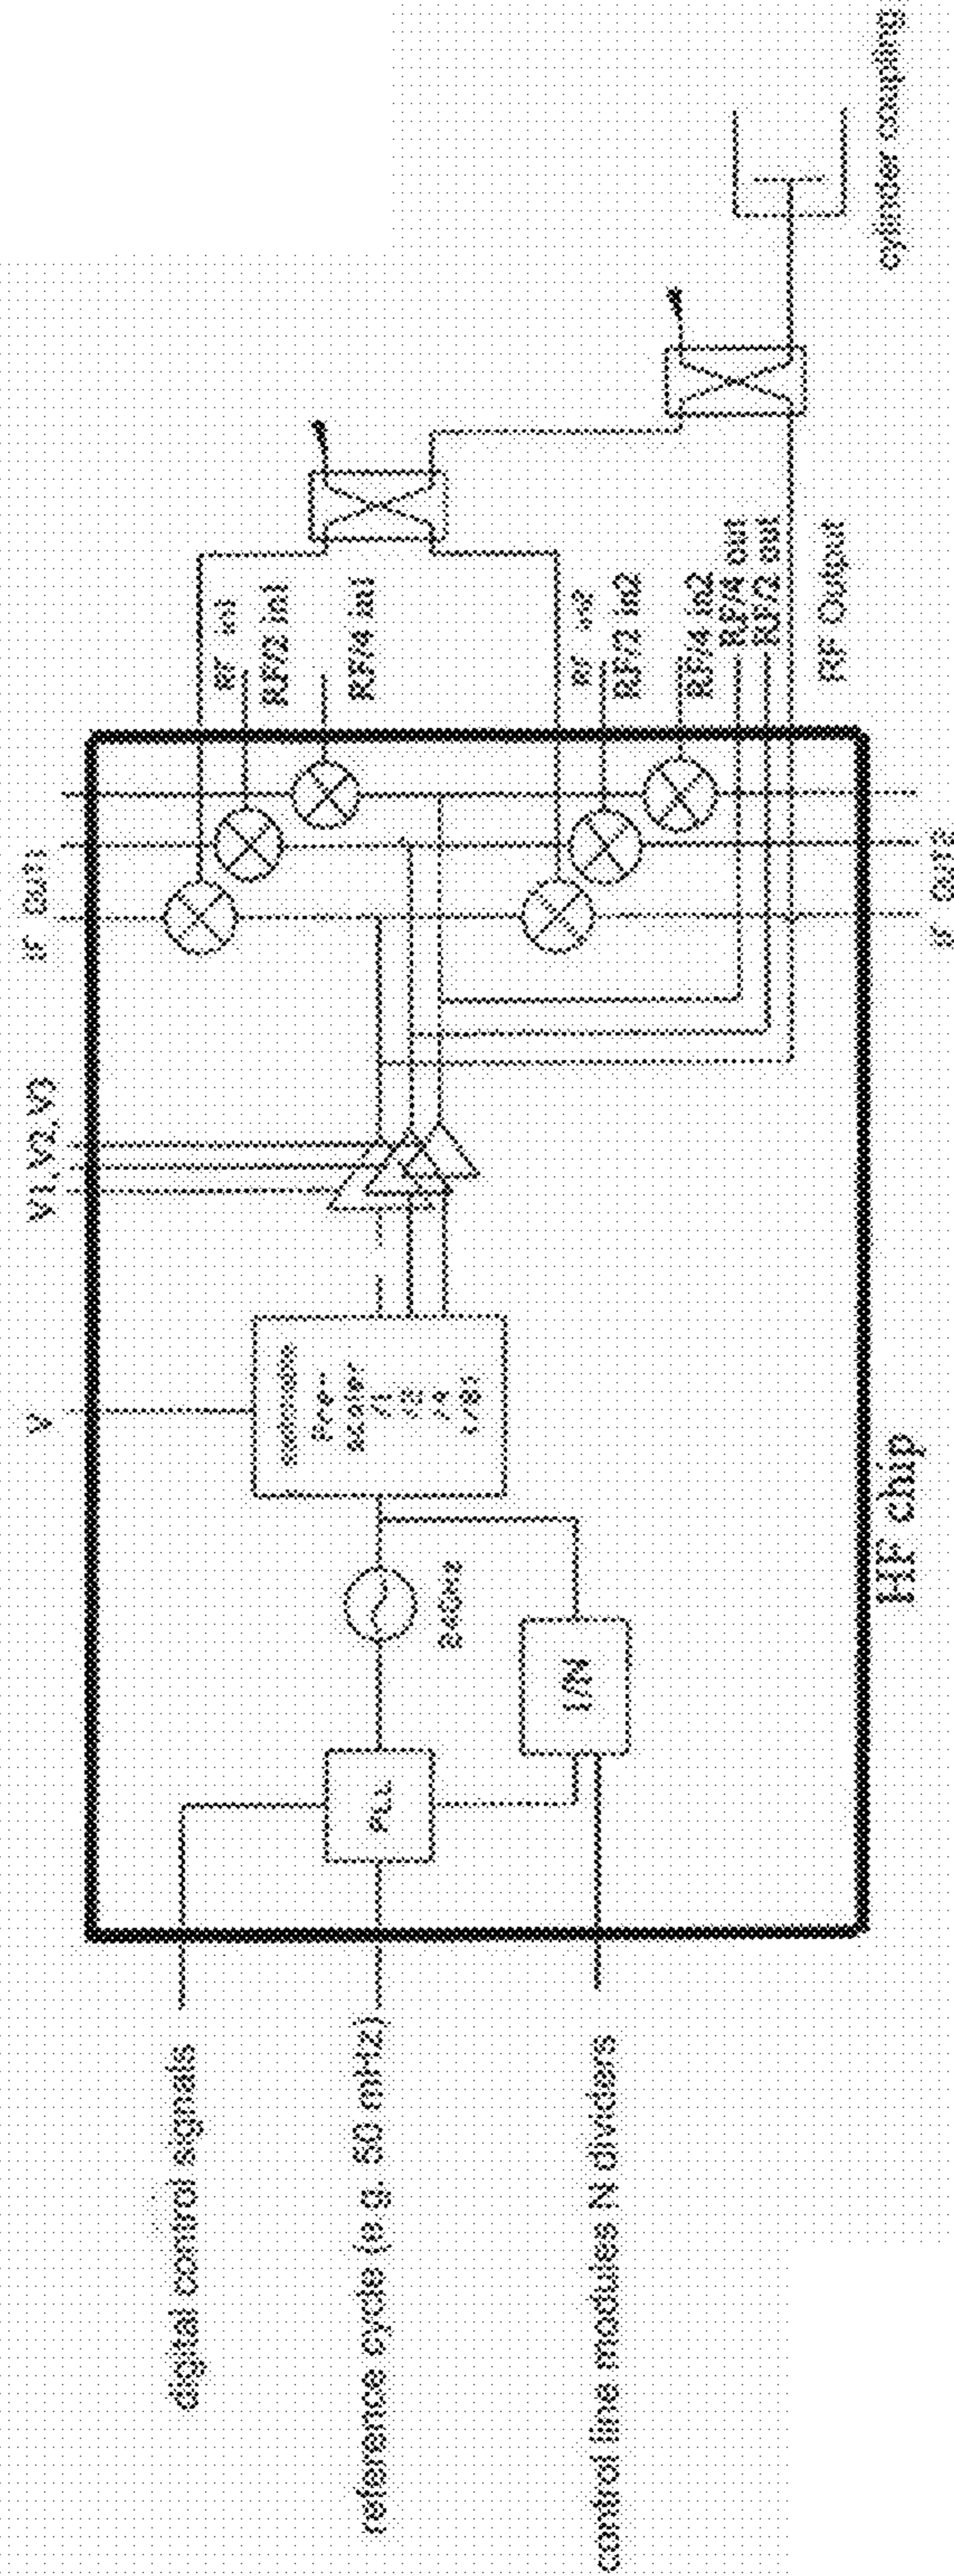 digital control signals
reference cycle (e.g. 50 mHz)
control line modules N dividers
PLL
1/N
V
V1,V2,V3
HF chip
IF
IF
RF in1
RF/2 in1
RF/4 in1
RF in2
RF/2 in2
RF/4 in2
RF/4 out
RF/2 out
RF Output
cylinder coupling